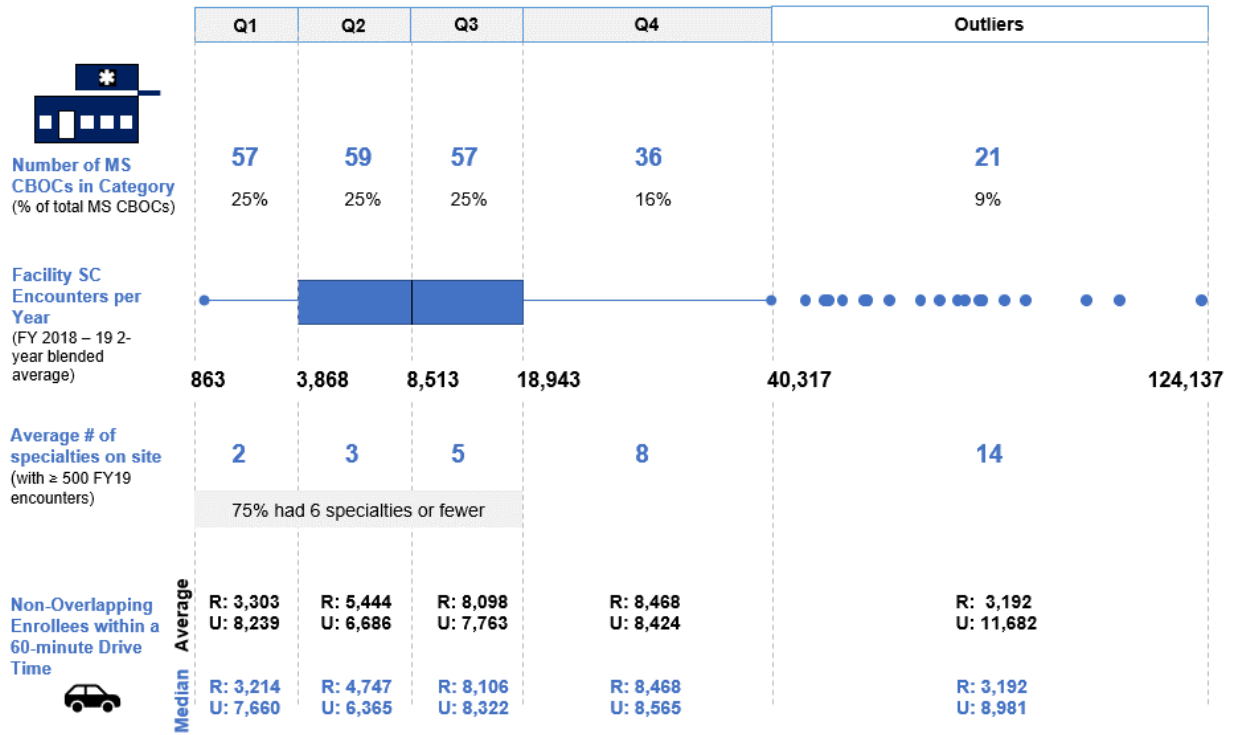 Q1 Q2 Q3 Q4 Outliers
Number of MS
CBOCs in Category
(% of total MS CBOCs)
57 59 57 36 21
25% 25% 25% 16% 9%
Facility SC
Encounters per
Year
(FY 2018 – 19 2-
year blended
average)
863 3,868 8,513 18,943 40,317 124,137
Average # of
specialties on site
(with ≥ 500 FY19
encounters)
2 3 5 8 14
75% had 6 specialties or fewer
Non-Overlapping
Enrollees within a
60-minute Drive
Time
Average
R: 3,303 R: 5,444 R: 8,098 R: 8,468 R: 3,192
U: 8,239 U: 6,686 U: 7,763 U: 8,424 U: 11,682
Median
R: 3,214 R: 4,747 R: 8,106 R: 8,468 R: 3,192
U: 7,660 U: 6,365 U: 8,322 U: 8,565 U: 8,981